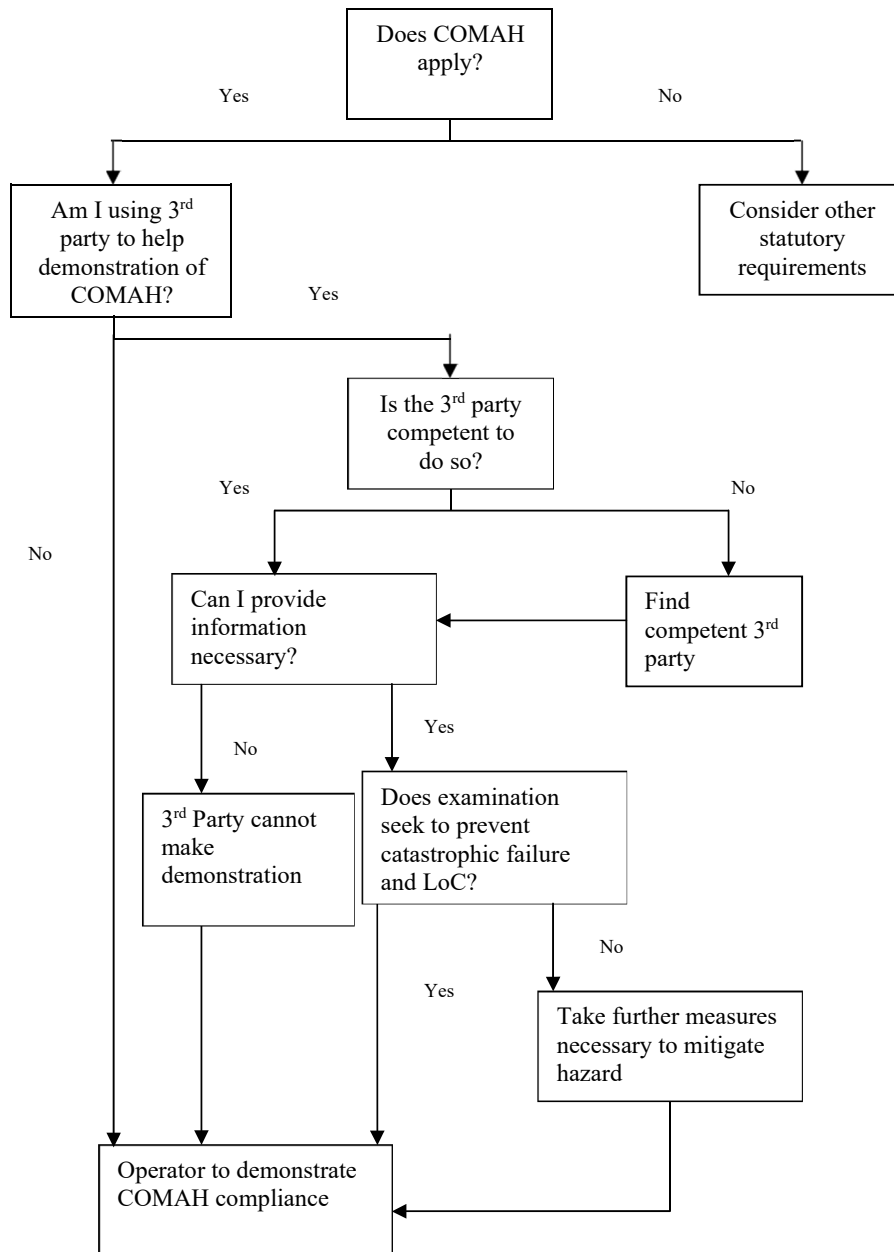 Does COMAH
apply?
Yes
No
Am I using 3rd
party to help
demonstration of
COMAH?
Consider other
statutory
requirements
Yes
Is the 3rd party
competent to
do so?
Yes
No
No
Can I provide
information
necessary?
Find
competent 3rd
party
No
Yes
3rd Party cannot
make
demonstration
Does examination
seek to prevent
catastrophic failure
and LoC?
No
Yes
Take further measures
necessary to mitigate
hazard
Operator to demonstrate
COMAH compliance